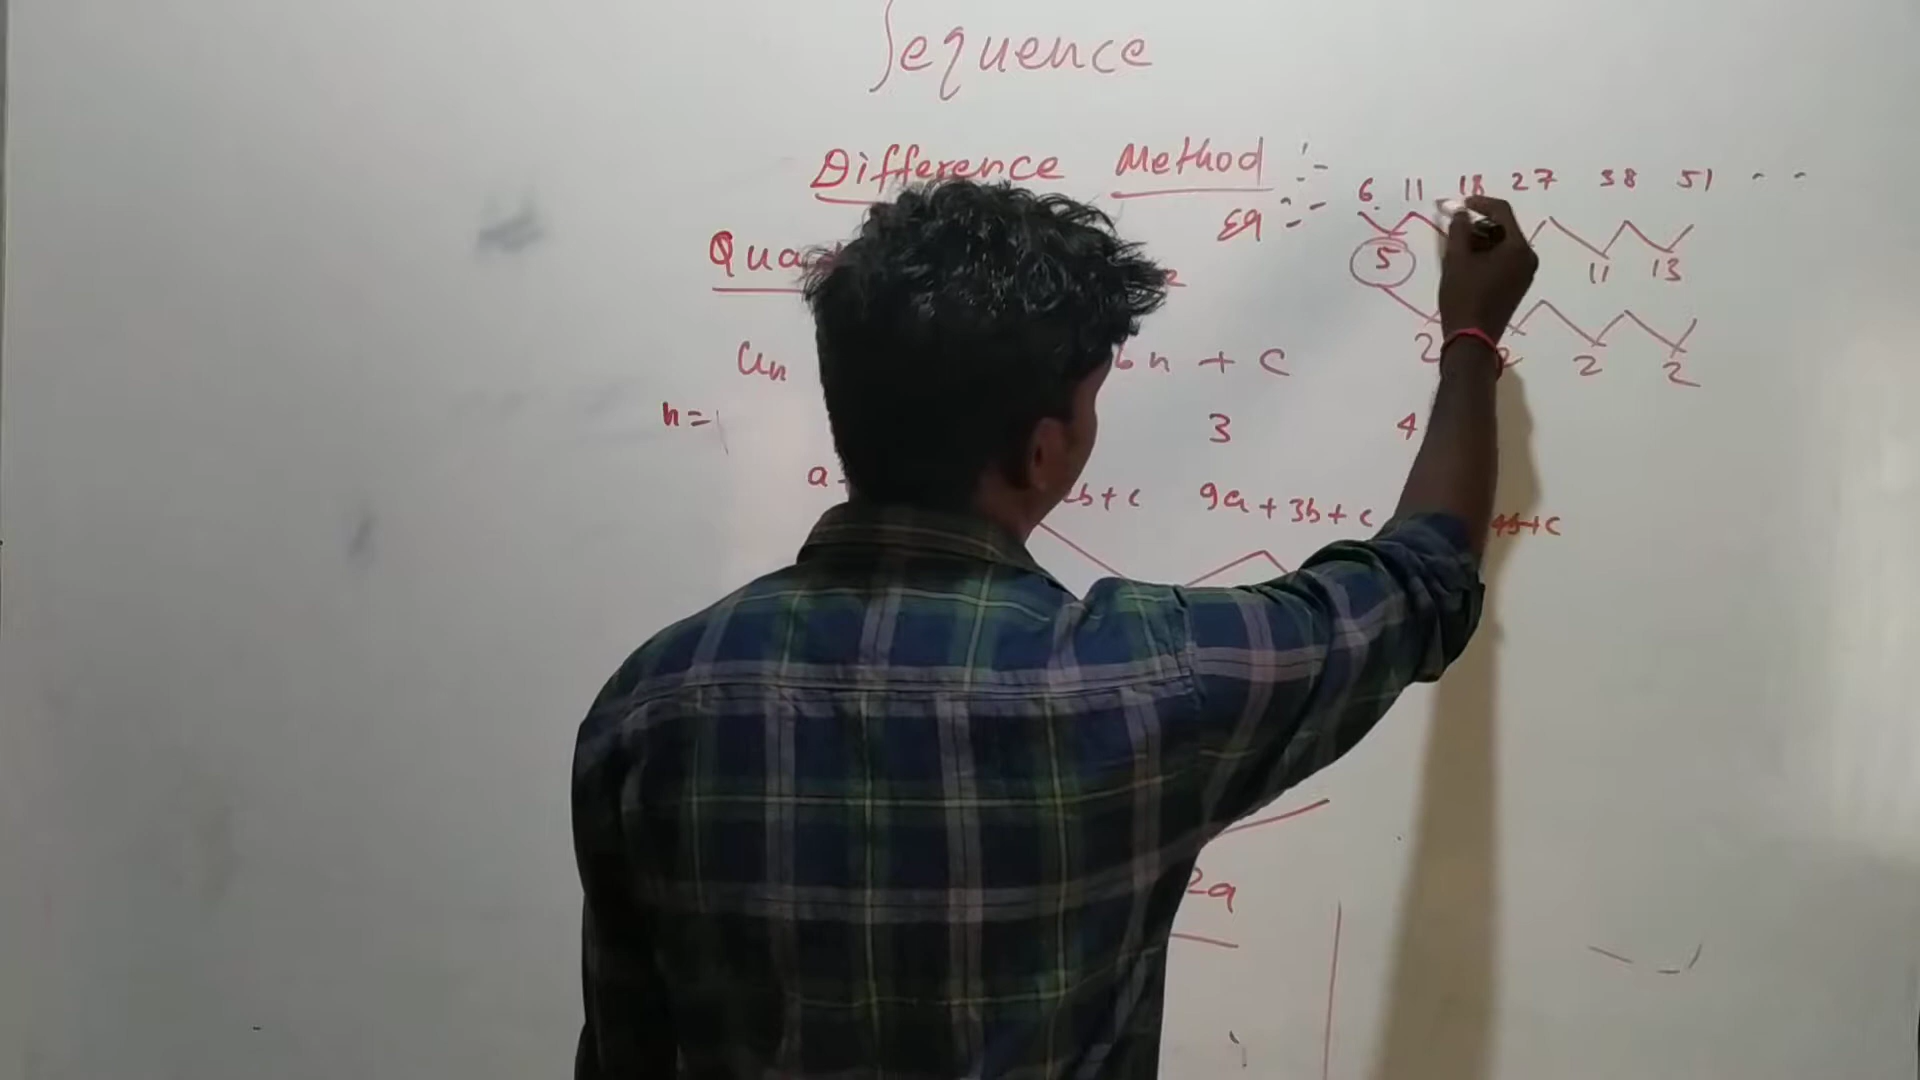 Sequence
Difference Method :-
Eg :- 6 11 18 27 38 51 - -
5 11 13
2 2 2 2
Un bn + c
n = 1 3 4
9a + 3b + c 4b+c
2a